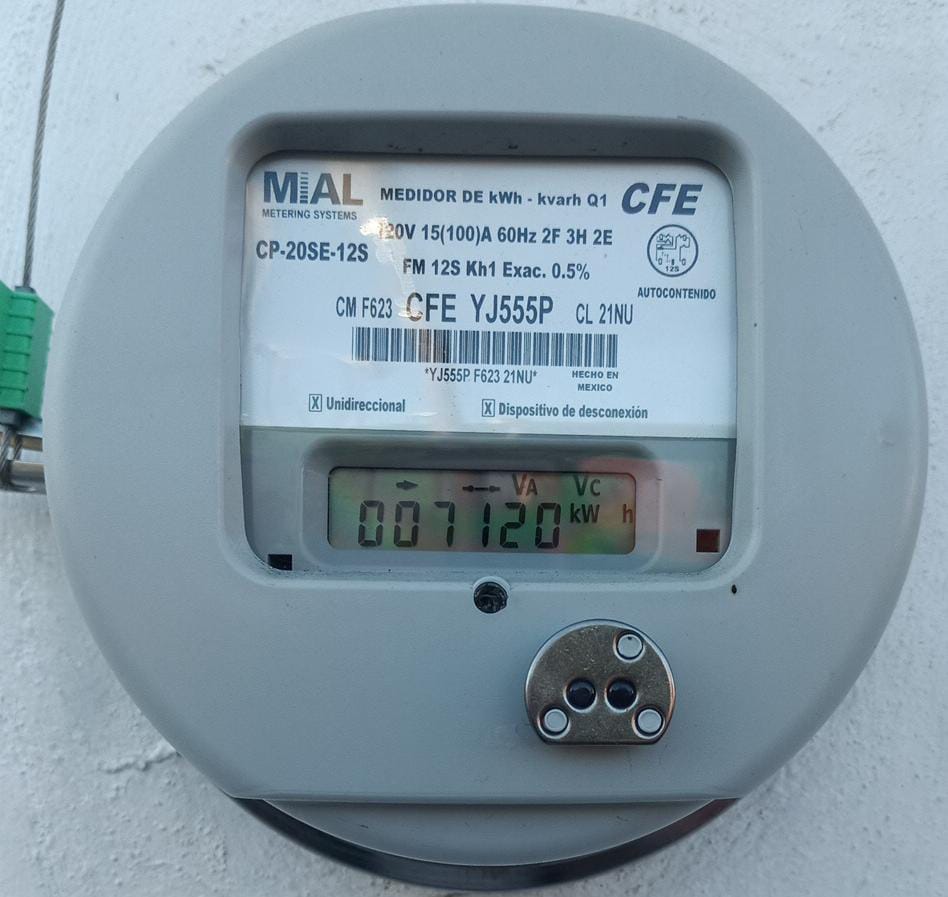 MIAL
METERING SYSTEMS
MEDIDOR DE kWh - kvarh Q1
CFE
120V 15(100)A 60Hz 2F 3H 2E
CP-20SE-12S
FM 12S Kh1 Exac. 0.5%
12S
AUTOCONTENIDO
CM F623 CFE YJ555P CL 21NU
*YJ555P F623 21NU*
HECHO EN
MEXICO
X Unidireccional
X Dispositivo de desconexión
VA VC
007120 kW h